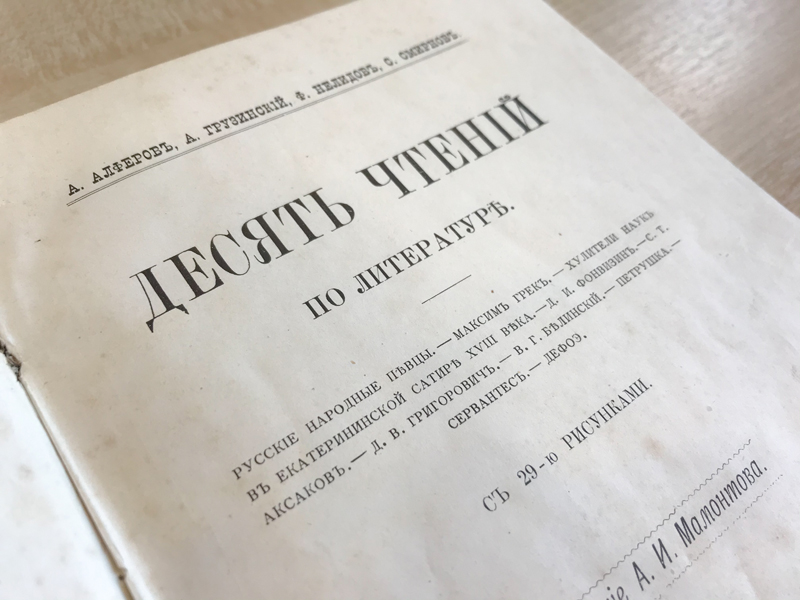 А. АЛФЕРОВЪ, А. ГРУЗИНСКІЙ, Ф. НЕЛИДОВЪ, С. СМИРНОВЪ.
ДЕСЯТЬ ЧТЕНІЙ
ПО ЛИТЕРАТУРѢ.
РУССКІЕ НАРОДНЫЕ ПѢВЦЫ. — МАКСИМЪ ГРЕКЪ. — ХУЛИТЕЛИ НАУКЪ
ВЪ ЕКАТЕРИНИНСКОЙ САТИРѢ XVIII ВѢКА. — Д. И. ФОНВИЗИНЪ. — С. Т.
АКСАКОВЪ. — Д. В. ГРИГОРОВИЧЪ. — В. Г. БѢЛИНСКІЙ. — ПЕТРУШКА. —
СЕРВАНТЕСЪ. — ДЕФОЭ.
СЪ 29-Ю РИСУНКАМИ.
А. И. Мамонтова.